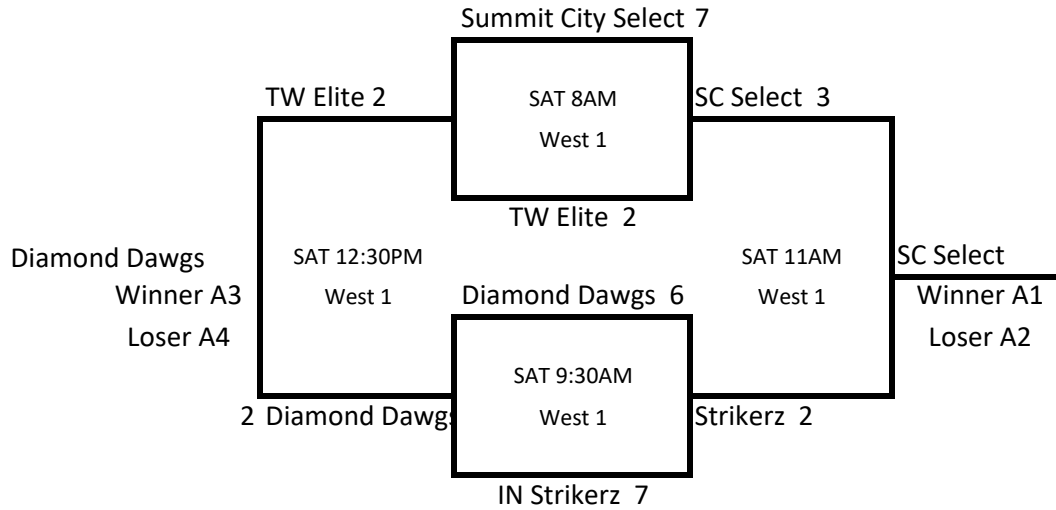 Summit City Select 7
TW Elite 2
SAT 8AM
West 1
SC Select 3
TW Elite 2
Diamond Dawgs
Winner A3
Loser A4
SAT 12:30PM
West 1
SAT 11AM
West 1
SC Select
Winner A1
Loser A2
Diamond Dawgs 6
SAT 9:30AM
West 1
2 Diamond Dawgs
Strikerz 2
IN Strikerz 7